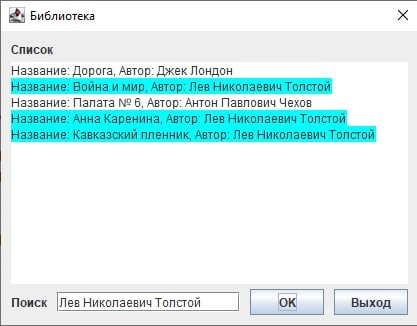 Библиотека
Список
Название: Дорога, Автор: Джек Лондон
Название: Война и мир, Автор: Лев Николаевич Толстой
Название: Палата № 6, Автор: Антон Павлович Чехов
Название: Анна Каренина, Автор: Лев Николаевич Толстой
Название: Кавказский пленник, Автор: Лев Николаевич Толстой
Поиск Лев Николаевич Толстой OK Выход